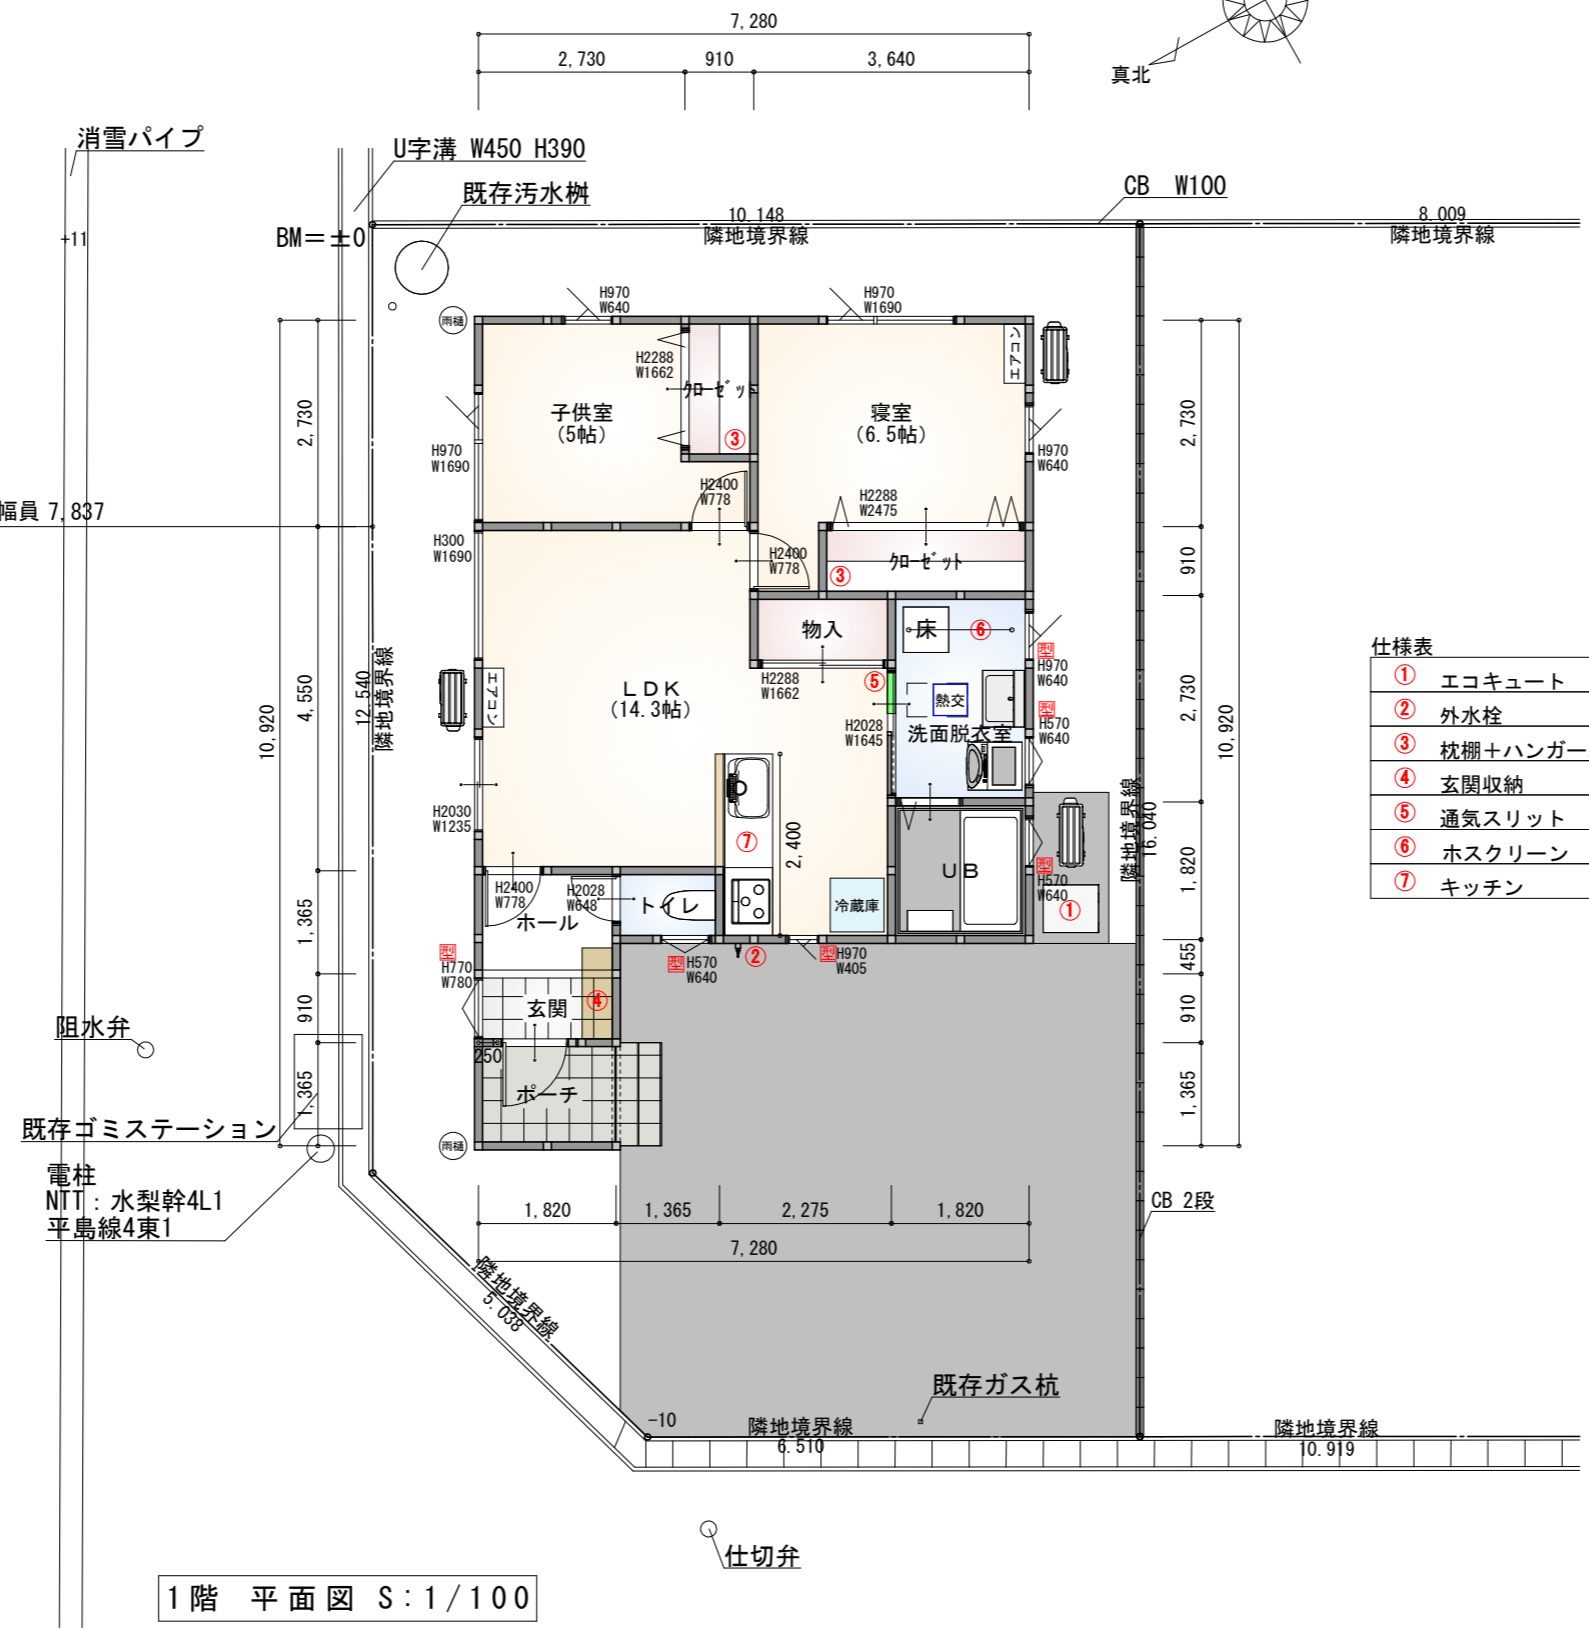 7,280
2,730
910
3,640
真北
消雪パイプ
U字溝 W450 H390
既存汚水桝
CB W100
10.148
隣地境界線
8.009
隣地境界線
+11
BM=±0
雨樋
H970
W640
H970
W1690
エアコン
H2288
W1662
クローゼット
③
子供室
(5帖)
寝室
(6.5帖)
2,730
H970
W1690
H970
W640
2,730
H2400
W778
H2288
W2475
幅員 7,837
H300
W1690
H2400
W778
クローゼット
③
910
物入
床
⑥
型
H970
W640
12.540
隣地境界線
4,550
10,920
エアコン
LDK
(14.3帖)
H2288
W1662
⑤
熱交
H2028
W1645
洗面脱衣室
型
H570
W640
2,730
10,920
H2030
W1235
⑦
2,400
UB
型
H570
W640
①
隣地境界線
16.040
1,820
H2400
W778
H2028
W648
ホール
トイレ
冷蔵庫
1,365
型
H770
W780
型
H570
W640
②
型
H970
W405
455
910
玄関
④
910
250
ポーチ
1,365
1,365
雨樋
阻水弁
既存ゴミステーション
電柱
NTT:水梨幹4L1
平島線4東1
1,820
1,365
2,275
1,820
7,280
CB 2段
隣地境界線
5.038
既存ガス杭
-10
隣地境界線
6.510
隣地境界線
10.919
仕切弁
仕様表
① エコキュート
② 外水栓
③ 枕棚+ハンガー
④ 玄関収納
⑤ 通気スリット
⑥ ホスクリーン
⑦ キッチン
1階 平面図 S:1/100